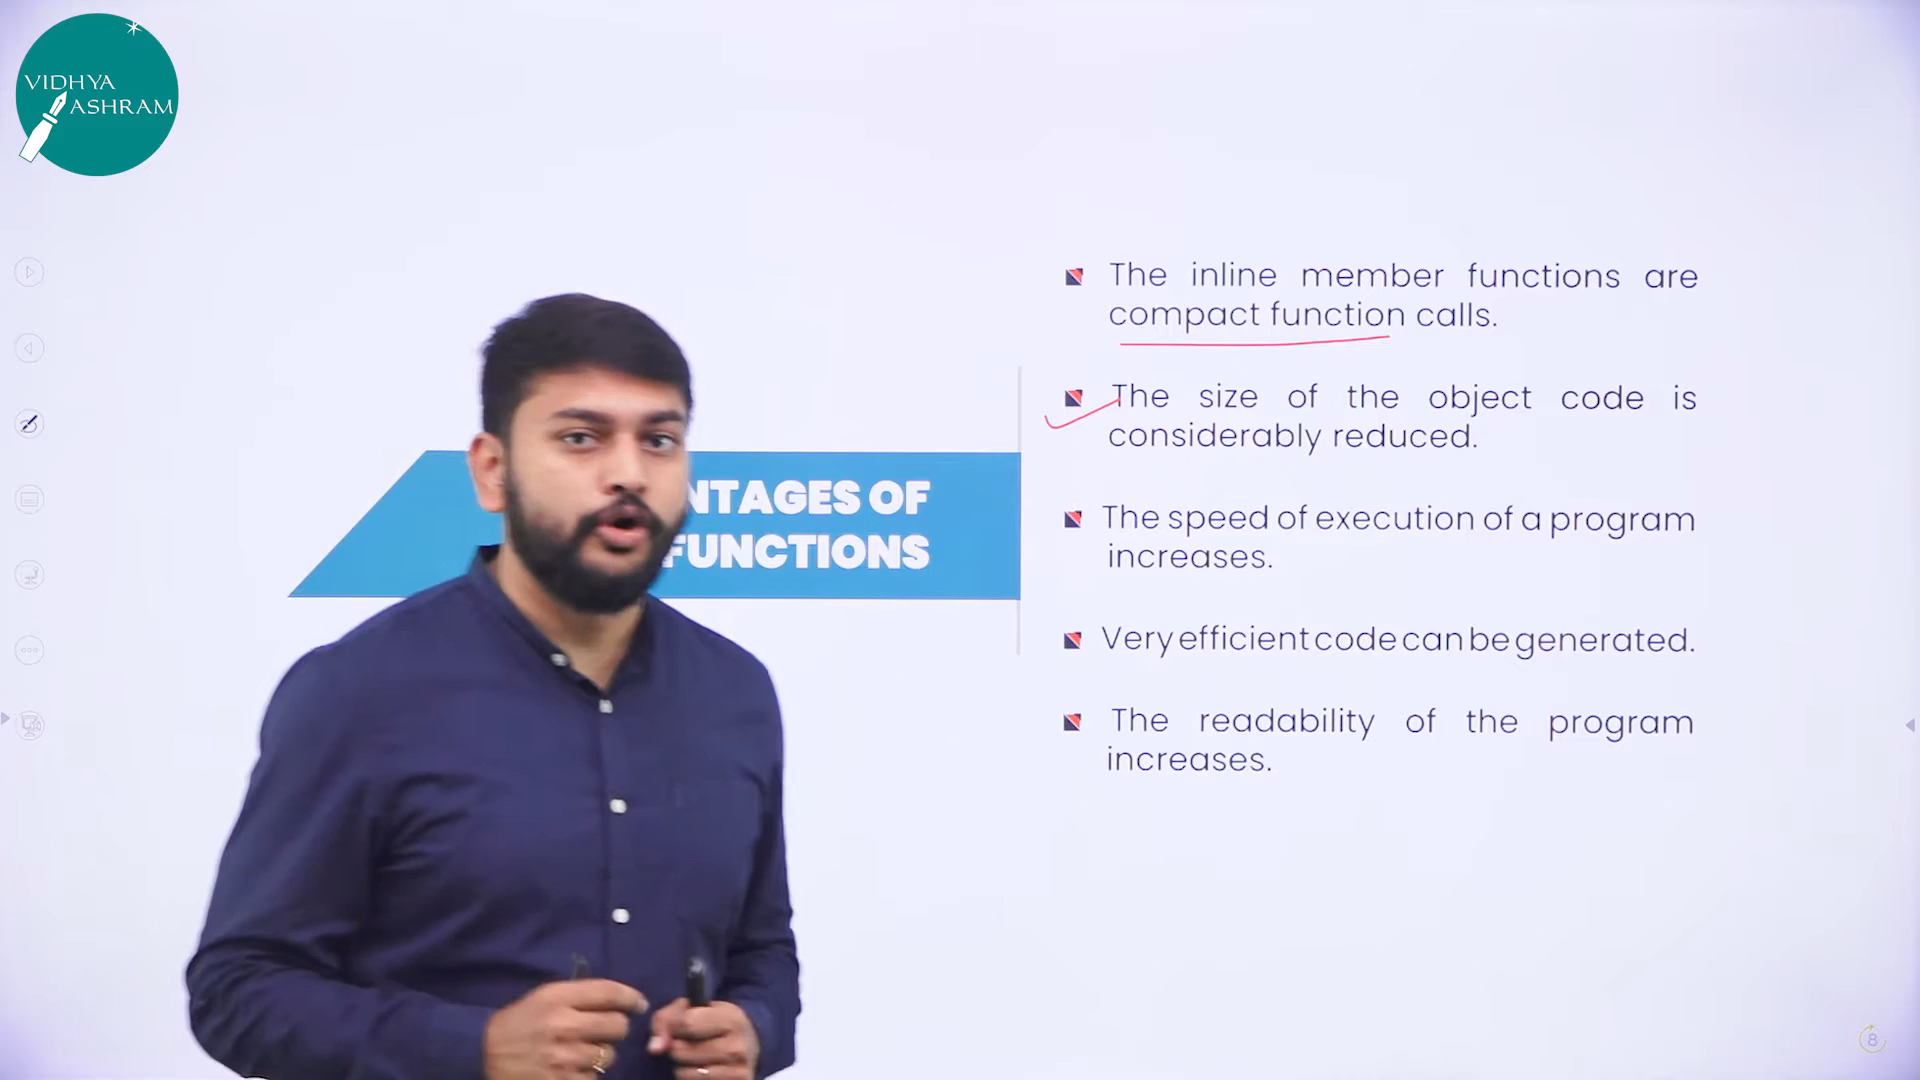 VIDHYA
ASHRAM
NTAGES OF
FUNCTIONS
The inline member functions are
compact function calls.
The size of the object code is
considerably reduced.
The speed of execution of a program
increases.
Very efficient code can be generated.
The readability of the program
increases.
8